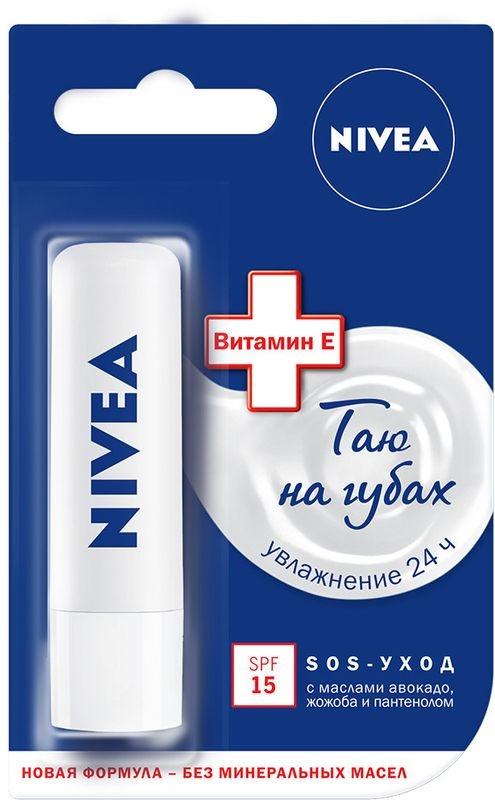 NIVEA
NIVEA
Витамин Е
Таю
на губах
увлажнение 24 ч
SPF
15
SOS-УХОД
с маслами авокадо,
жожоба и пантенолом
НОВАЯ ФОРМУЛА – БЕЗ МИНЕРАЛЬНЫХ МАСЕЛ